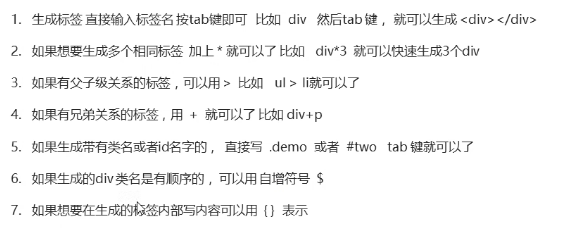 1. 生成标签 直接输入标签名 按tab键即可 比如 div 然后tab 键， 就可以生成 <div></div>
2. 如果想要生成多个相同标签 加上 * 就可以了 比如 div*3 就可以快速生成3个div
3. 如果有父子级关系的标签，可以用 > 比如 ul > li就可以了
4. 如果有兄弟关系的标签，用 + 就可以了 比如 div+p
5. 如果生成带有类名或者id名字的， 直接写 .demo 或者 #two tab 键就可以了
6. 如果生成的div 类名是有顺序的， 可以用 自增符号 $
7. 如果想要在生成的标签内部写内容可以用 { } 表示